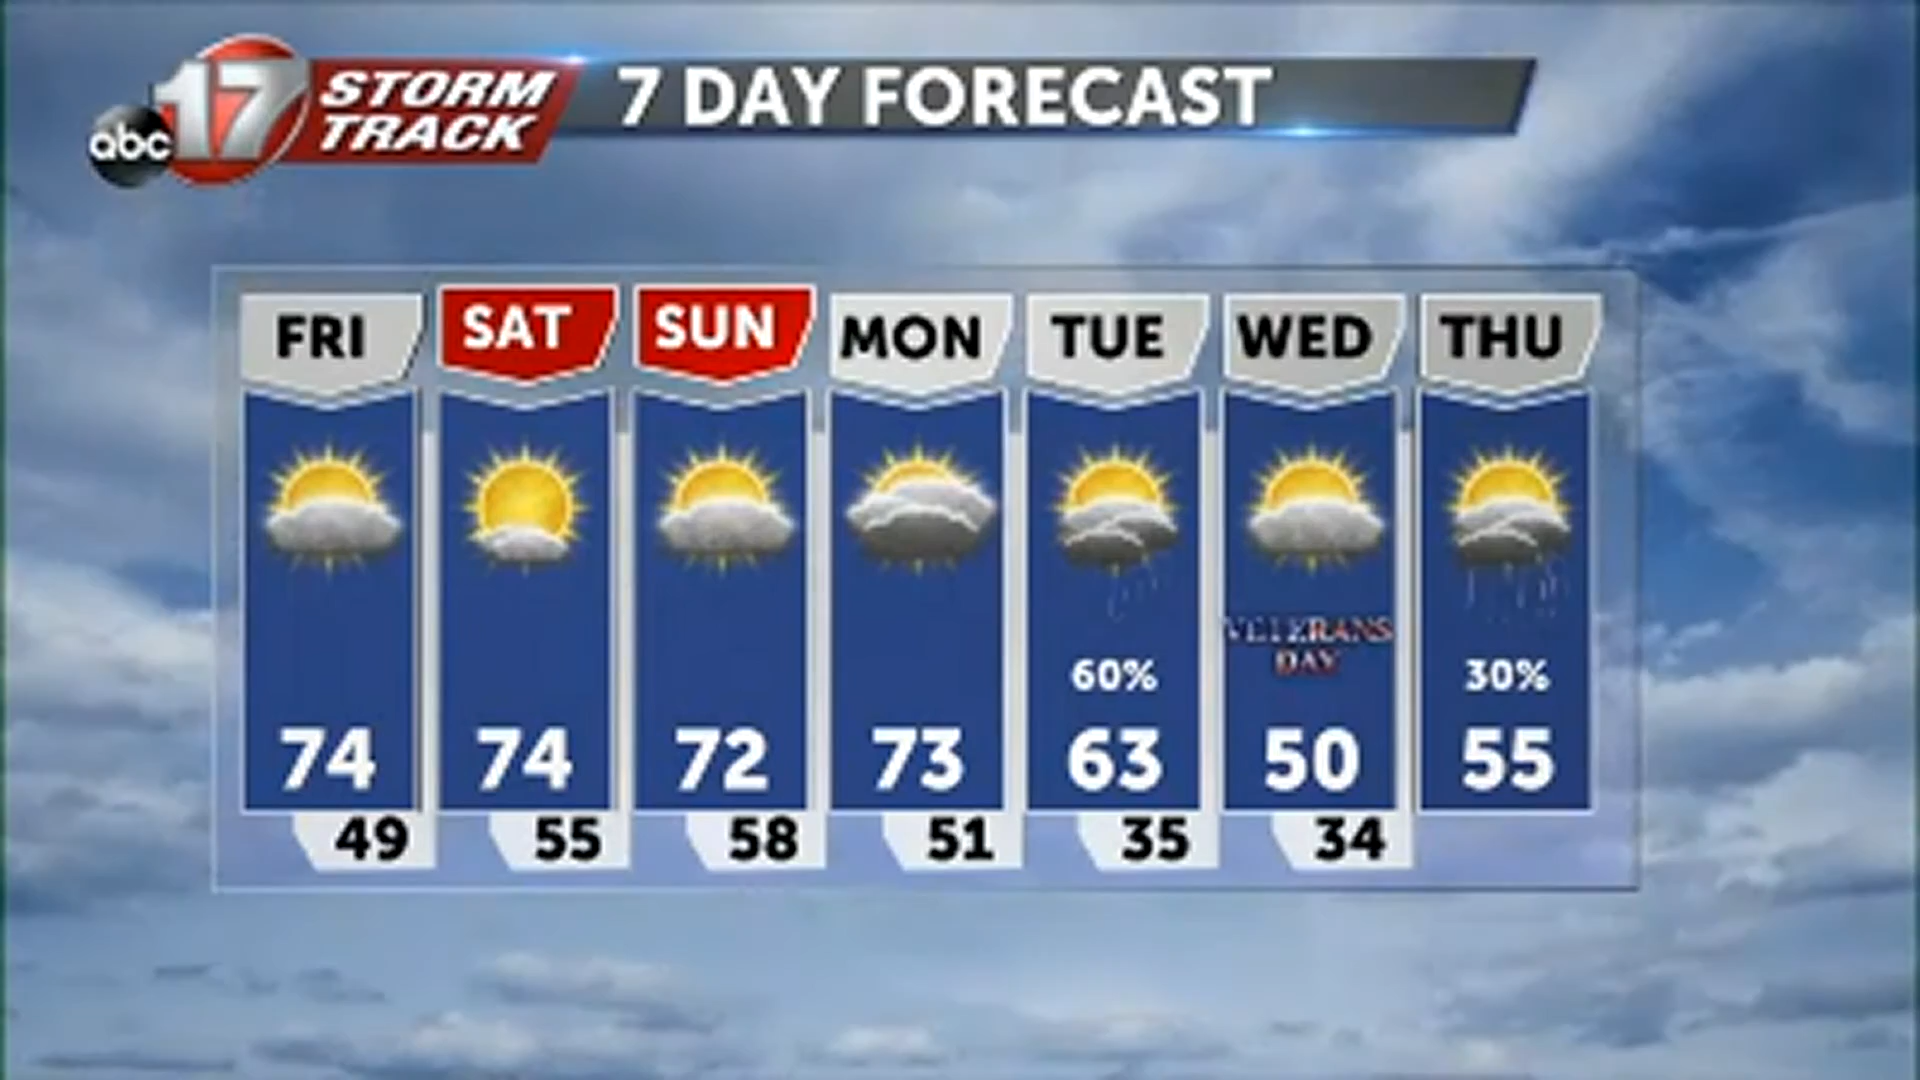 abc 17 STORM TRACK
7 DAY FORECAST
FRI SAT SUN MON TUE WED THU
VETERANS
DAY
60% 30%
74 74 72 73 63 50 55
49 55 58 51 35 34